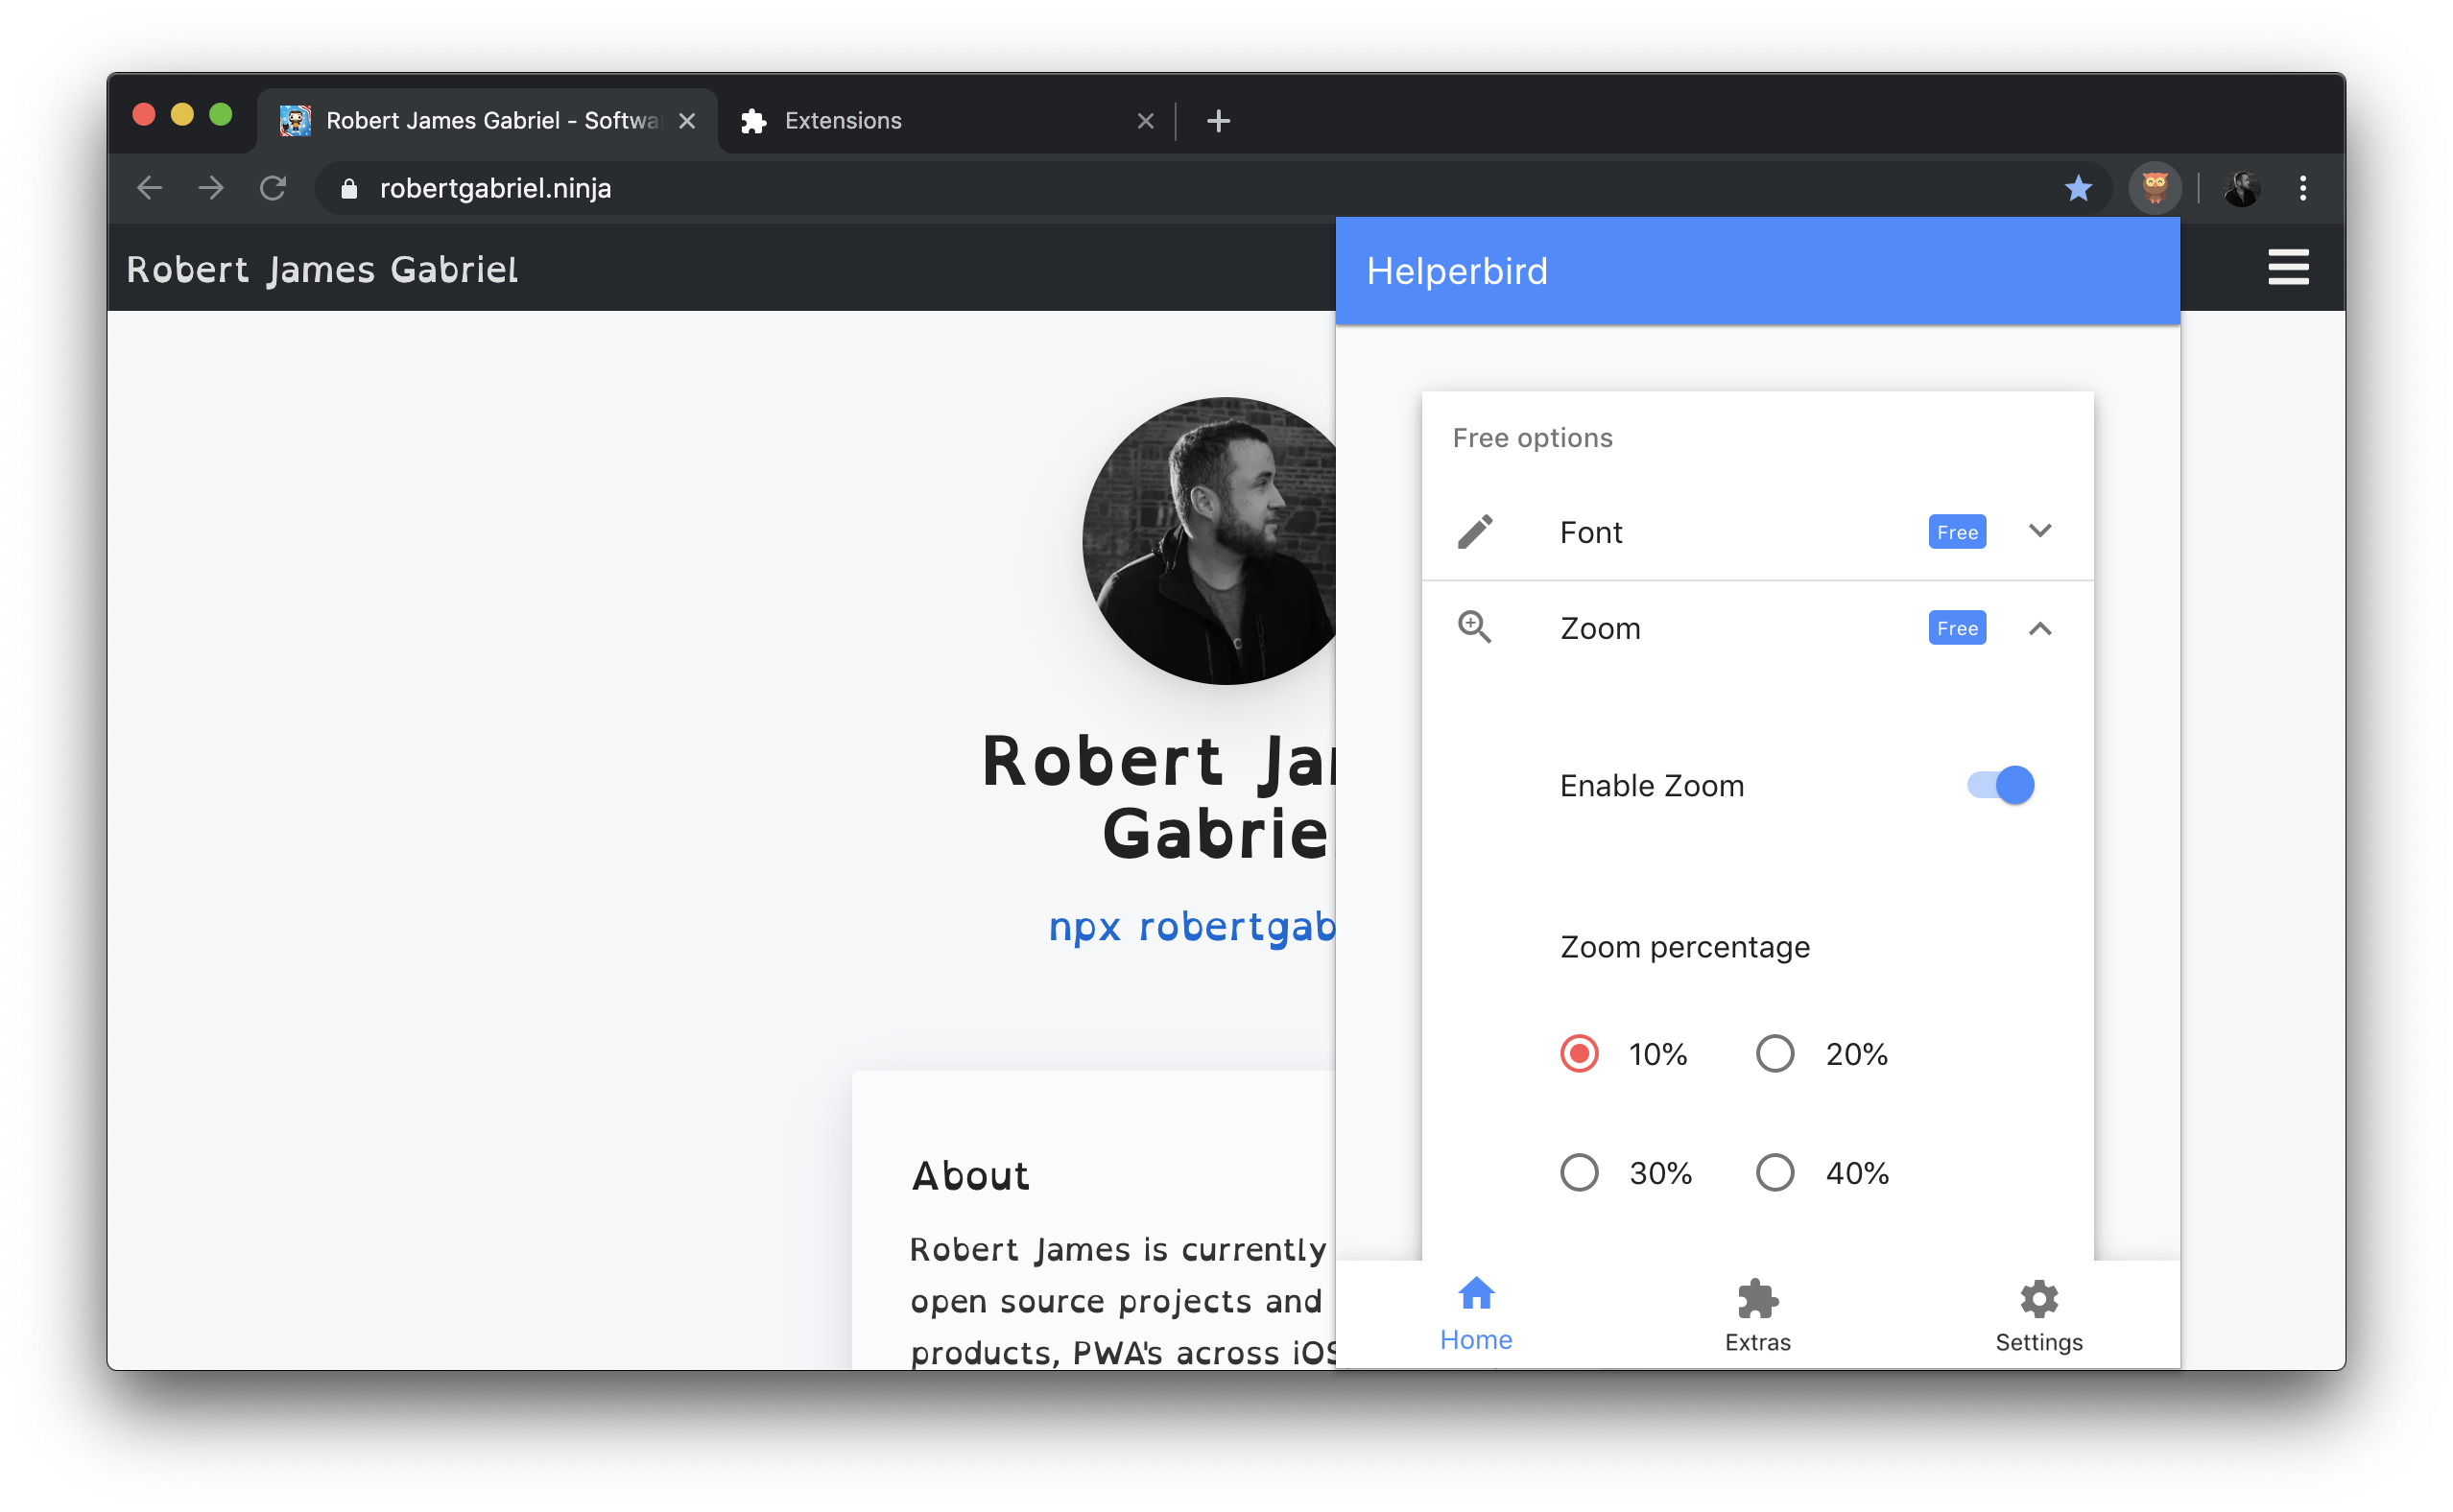 Robert James Gabriel - Softwa
Extensions
robertgabriel.ninja
Robert James Gabriel
Robert Jam
Gabriel
npx robertgab
About
Robert James is currently
open source projects and
products, PWA's across iOS
Helperbird
Free options
Font Free
Zoom Free
Enable Zoom
Zoom percentage
10% 20%
30% 40%
Home Extras Settings